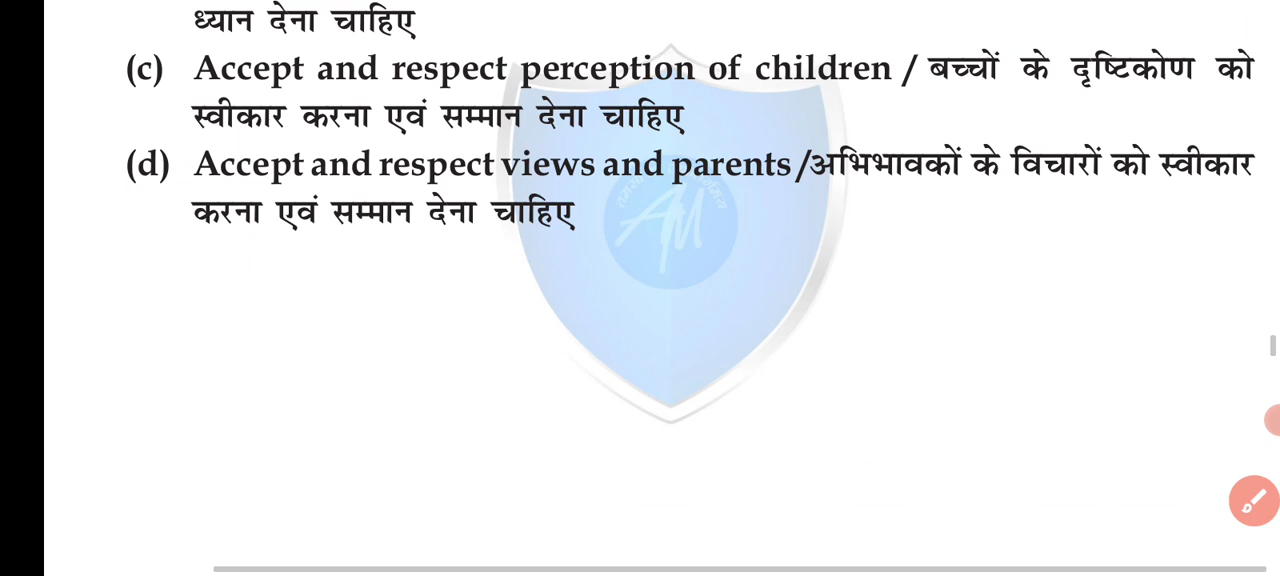 ध्यान देना चाहिए
(c) Accept and respect perception of children / बच्चों के दृष्टिकोण को
स्वीकार करना एवं सम्मान देना चाहिए
(d) Accept and respect views and parents/अभिभावकों के विचारों को स्वीकार
करना एवं सम्मान देना चाहिए
AM